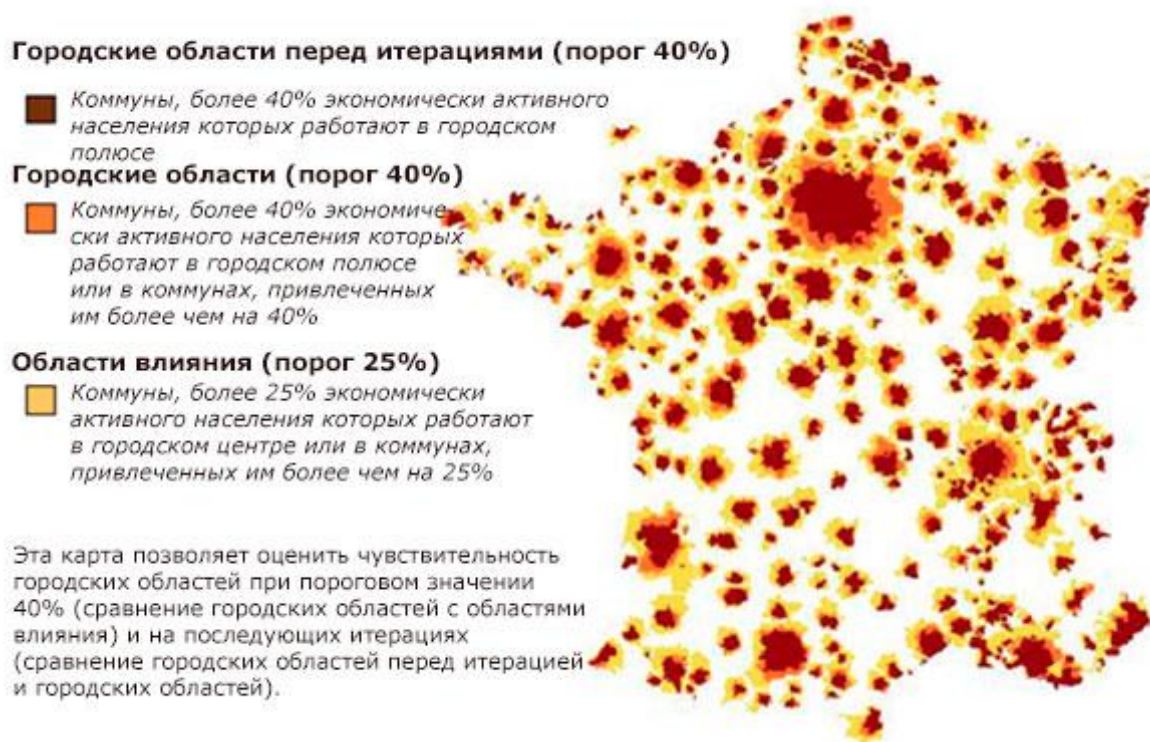 Городские области перед итерациями (порог 40%)
Коммуны, более 40% экономически активного
населения которых работают в городском
полюсе
Городские области (порог 40%)
Коммуны, более 40% экономиче-
ски активного населения которых
работают в городском полюсе
или в коммунах, привлеченных
им более чем на 40%
Области влияния (порог 25%)
Коммуны, более 25% экономически
активного населения которых работают
в городском центре или в коммунах,
привлеченных им более чем на 25%
Эта карта позволяет оценить чувствительность
городских областей при пороговом значении
40% (сравнение городских областей с областями
влияния) и на последующих итерациях
(сравнение городских областей перед итерацией
и городских областей).